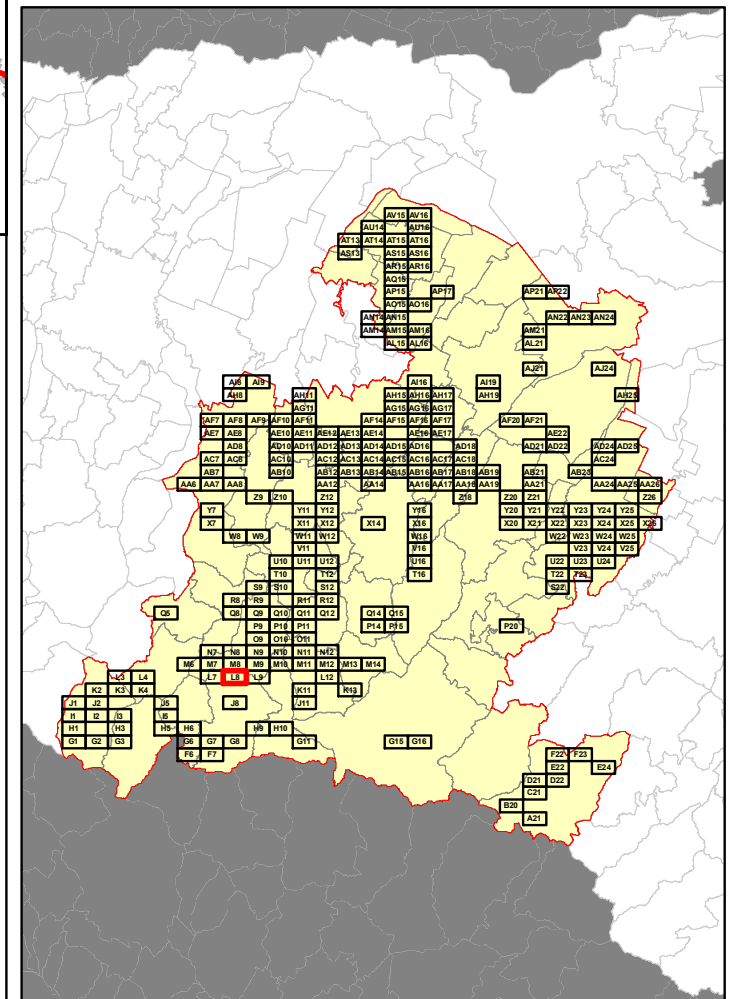 AV15 AV16
AU14 AU16
AT13 AT14 AT15 AT16
AS13 AS15 AS16
AR15 AR16
AQ15
AP15 AP17 AP21 AP22
AO15 AO16
AN14 AN15 AN22 AN23 AN24
AM14 AM15 AM16 AM21
AL15 AL16 AL21
AJ21 AJ24
AI8 AI9 AI16 AI19
AH8 AH11 AH15 AH16 AH17 AH19 AH25
AG11 AG15 AG16 AG17
AF7 AF8 AF9 AF10 AF11 AF14 AF15 AF16 AF17 AF20 AF21
AE7 AE8 AE10 AE11 AE12 AE13 AE14 AE16 AE17 AE22
AD8 AD10 AD11 AD12 AD13 AD14 AD15 AD16 AD18 AD21 AD22 AD24 AD25
AC7 AC8 AC10 AC12 AC13 AC14 AC15 AC16 AC17 AC18 AC24
AB7 AB10 AB12 AB13 AB14 AB15 AB16 AB17 AB18 AB19 AB21 AB23
AA6 AA7 AA8 AA12 AA14 AA16 AA17 AA18 AA19 AA21 AA24 AA25 AA26
Z9 Z10 Z12 Z18 Z20 Z21 Z26
Y7 Y11 Y12 Y16 Y20 Y21 Y22 Y23 Y24 Y25
X7 X11 X12 X14 X16 X20 X21 X22 X23 X24 X25 X26
W8 W9 W11 W12 W16 W22 W23 W24 W25
V11 V16 V23 V24 V25
U10 U11 U12 U16 U22 U23 U24
T10 T12 T16 T22 T23
S9 S10 S12 S22
R8 R9 R11 R12
Q5 Q8 Q9 Q10 Q11 Q12 Q14 Q15
P9 P10 P11 P14 P15 P20
O9 O10 O11
N7 N8 N9 N10 N11 N12
M6 M7 M8 M9 M10 M11 M12 M13 M14
L3 L4 L7 L8 L9 L12
K2 K3 K4 K11 K13
J1 J2 J5 J8 J11
I1 I2 I3 I5
H1 H3 H5 H6 H9 H10
G1 G2 G3 G6 G7 G8 G11 G15 G16
F6 F7 F22 F23
E22 E24
D21 D22
C21
B20
A21